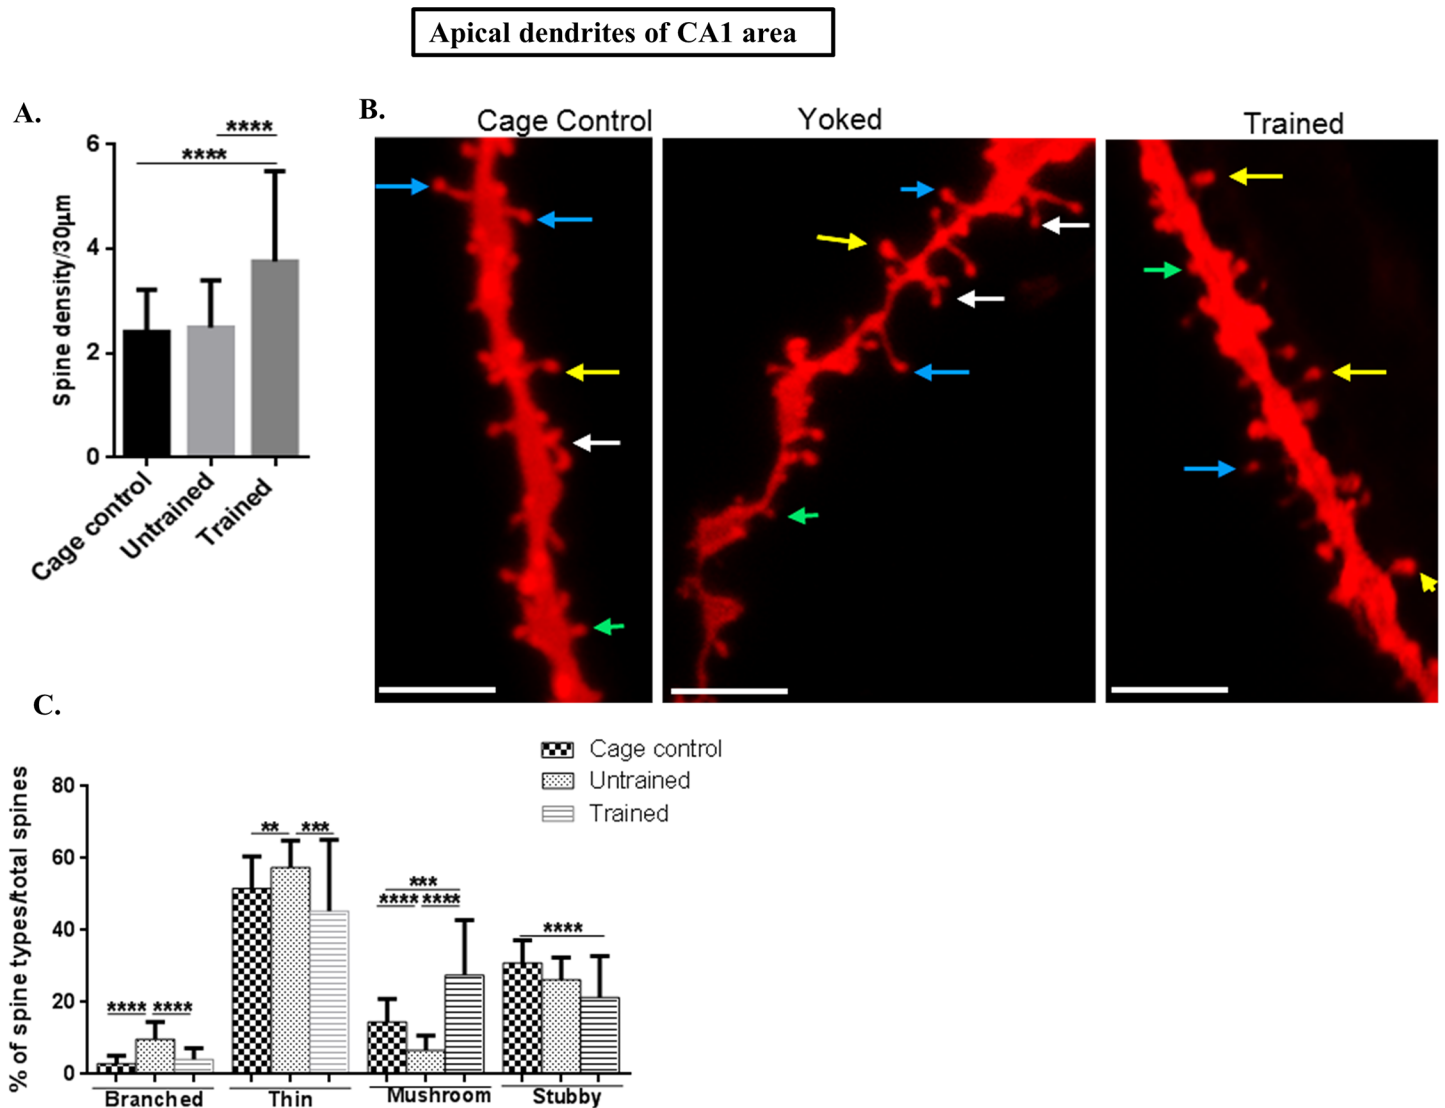 Apical dendrites of CA1 area
A.
****
****
6
4
2
0
Spine density/30µm
Cage control
Untrained
Trained
B.
Cage Control
Yoked
Trained
C.
Cage control
Untrained
Trained
% of spine types/total spines
80
60
40
20
0
** ***
***
**** ****
****
**** ****
Branched
Thin
Mushroom
Stubby